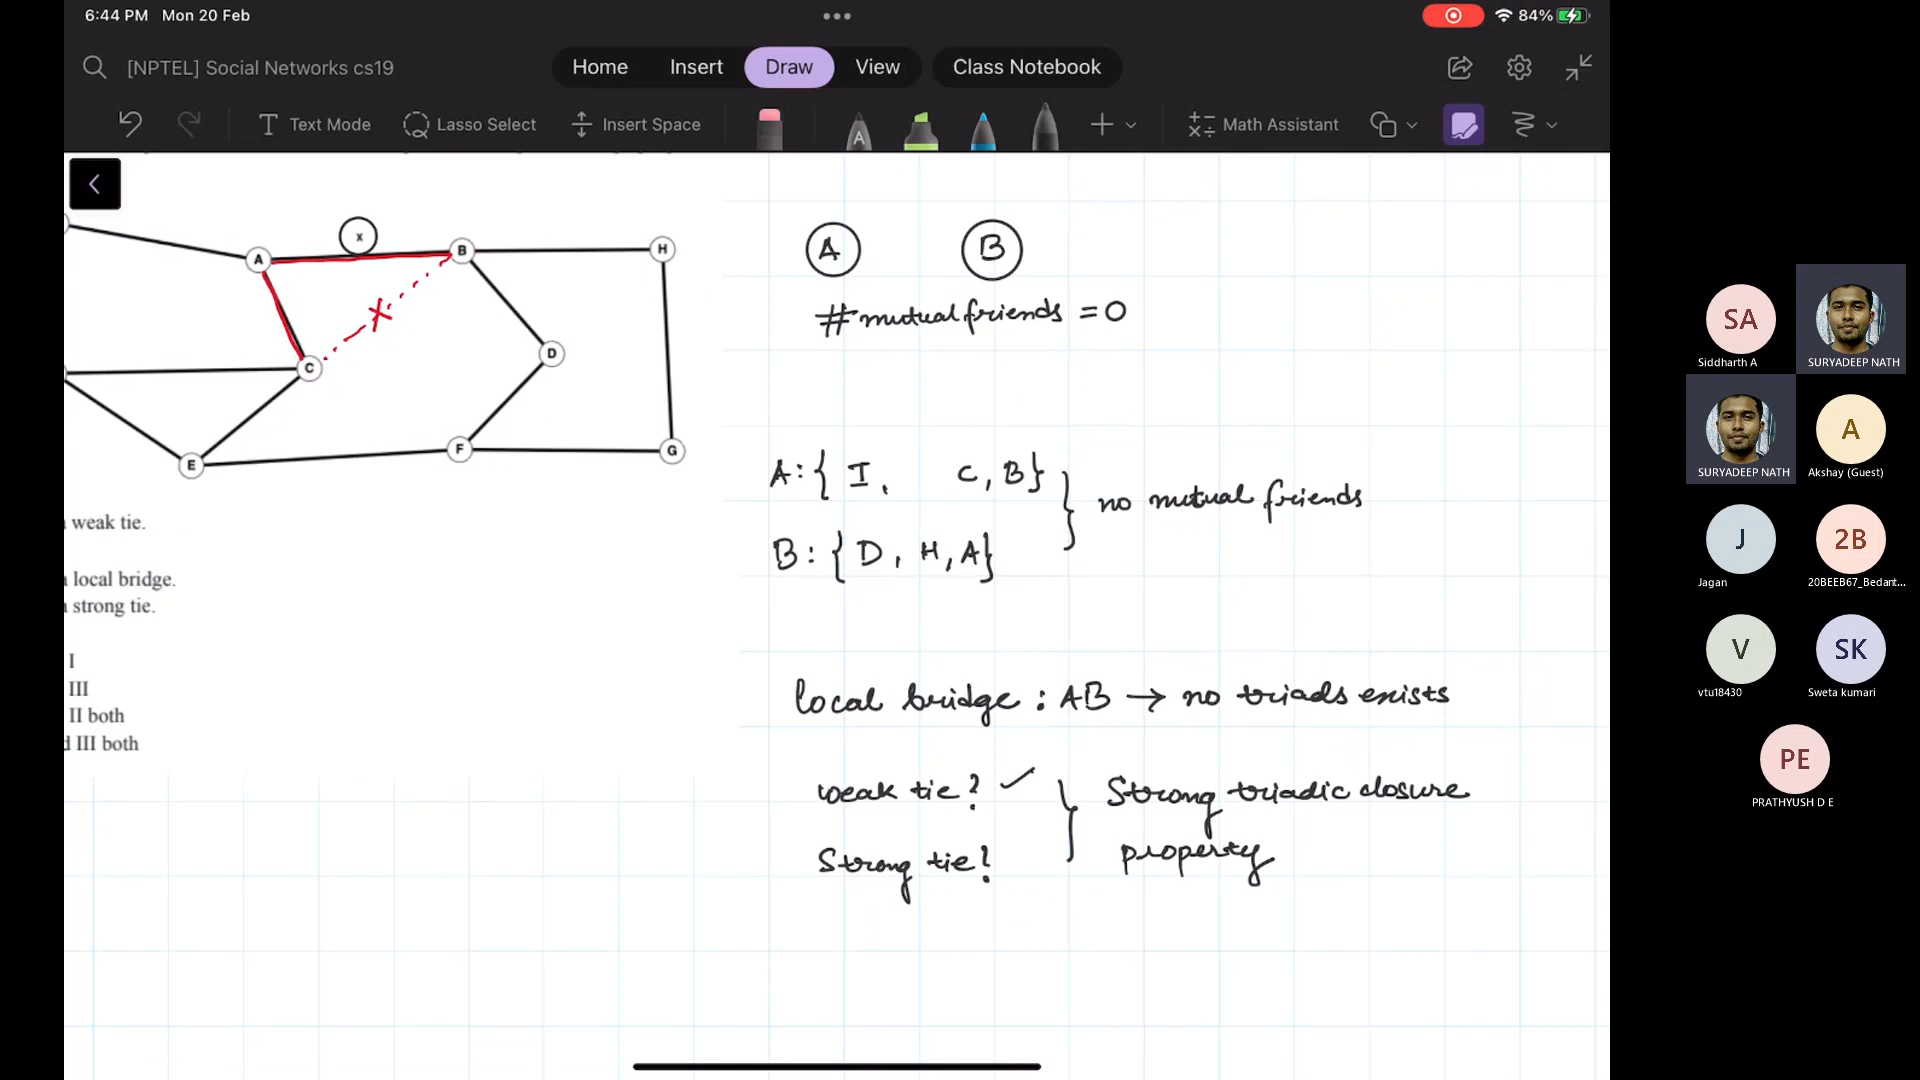 6:44 PM Mon 20 Feb
84%
[NPTEL] Social Networks cs19
Home Insert Draw View Class Notebook
Text Mode Lasso Select Insert Space A Math Assistant
A x B H
C D
E F G
weak tie.
local bridge.
strong tie.
I
III
II both
III both
A B
#mutual friends = 0
A : { I, C, B}
no mutual friends
B : { D, H, A}
local bridge : AB → no triads exists
weak tie? ✓ Strong triadic closure
Strong tie? property
SA
Siddharth A
SURYADEEP NATH
SURYADEEP NATH
A
Akshay (Guest)
J
Jagan
2B
20BEEB67_Bedant...
V
vtu18430
SK
Sweta kumari
PE
PRATHYUSH D E